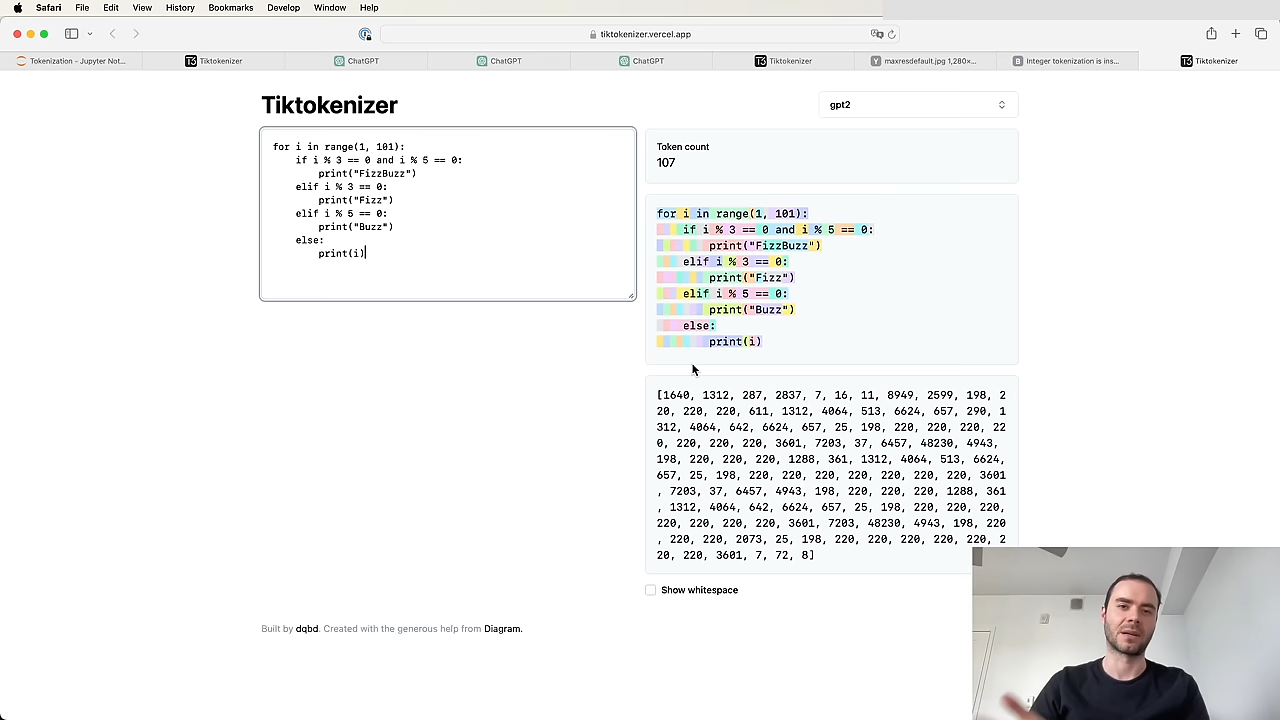 Safari File Edit View History Bookmarks Develop Window Help
tiktokenizer.vercel.app
Tokenization - Jupyter Not... Tiktokenizer ChatGPT ChatGPT ChatGPT Tiktokenizer maxresdefault.jpg 1,280×... Integer tokenization is ins... Tiktokenizer
Tiktokenizer
gpt2
for i in range(1, 101):
    if i % 3 == 0 and i % 5 == 0:
        print("FizzBuzz")
    elif i % 3 == 0:
        print("Fizz")
    elif i % 5 == 0:
        print("Buzz")
    else:
        print(i)
Token count
107
for i in range(1, 101):
    if i % 3 == 0 and i % 5 == 0:
        print("FizzBuzz")
    elif i % 3 == 0:
        print("Fizz")
    elif i % 5 == 0:
        print("Buzz")
    else:
        print(i)
[1640, 1312, 287, 2837, 7, 16, 11, 8949, 2599, 198, 2
20, 220, 220, 611, 1312, 4064, 513, 6624, 657, 290, 1
312, 4064, 642, 6624, 657, 25, 198, 220, 220, 220, 22
0, 220, 220, 220, 3601, 7203, 37, 6457, 48230, 4943,
198, 220, 220, 220, 1288, 361, 1312, 4064, 513, 6624,
657, 25, 198, 220, 220, 220, 220, 220, 220, 220, 3601
, 7203, 37, 6457, 4943, 198, 220, 220, 220, 1288, 361
, 1312, 4064, 642, 6624, 657, 25, 198, 220, 220, 220,
220, 220, 220, 220, 3601, 7203, 48230, 4943, 198, 220
, 220, 220, 2073, 25, 198, 220, 220, 220, 220, 220, 2
20, 220, 3601, 7, 72, 8]
Show whitespace
Built by dqbd. Created with the generous help from Diagram.